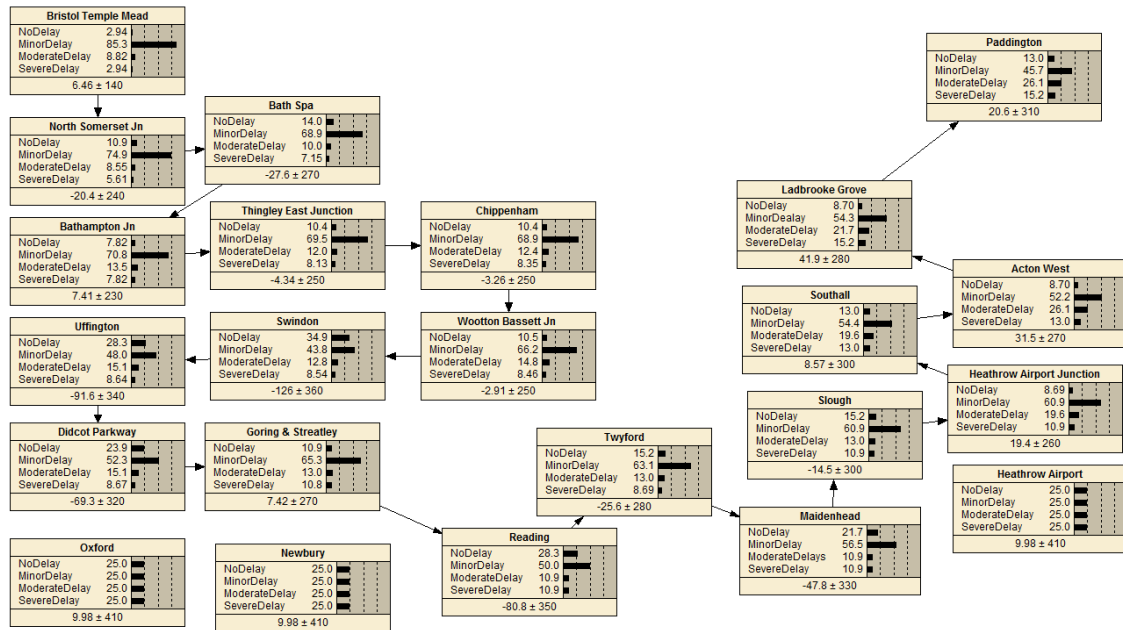 Bristol Temple Mead
NoDelay 2.94
MinorDelay 85.3
ModerateDelay 8.82
SevereDelay 2.94
6.46 ± 140
North Somerset Jn
NoDelay 10.9
MinorDelay 74.9
ModerateDelay 8.55
SevereDelay 5.61
-20.4 ± 240
Bath Spa
NoDelay 14.0
MinorDelay 68.9
ModerateDelay 10.0
SevereDelay 7.15
-27.6 ± 270
Bathampton Jn
NoDelay 7.82
MinorDelay 70.8
ModerateDelay 13.5
SevereDelay 7.82
7.41 ± 230
Thingley East Junction
NoDelay 10.4
MinorDelay 69.5
ModerateDelay 12.0
SevereDelay 8.13
-4.34 ± 250
Chippenham
NoDelay 10.4
MinorDelay 68.9
ModerateDelay 12.4
SevereDelay 8.35
-3.26 ± 250
Wootton Bassett Jn
NoDelay 10.5
MinorDelay 66.2
ModerateDelay 14.8
SevereDelay 8.46
-2.91 ± 250
Swindon
NoDelay 34.9
MinorDelay 43.8
ModerateDelay 12.8
SevereDelay 8.54
-126 ± 360
Uffington
NoDelay 28.3
MinorDelay 48.0
ModerateDelay 15.1
SevereDelay 8.64
-91.6 ± 340
Didcot Parkway
NoDelay 23.9
MinorDelay 52.3
ModerateDelay 15.1
SevereDelay 8.67
-69.3 ± 320
Goring & Streatley
NoDelay 10.9
MinorDelay 65.3
ModerateDelay 13.0
SevereDelay 10.8
7.42 ± 270
Reading
NoDelay 28.3
MinorDelay 50.0
ModerateDelay 10.9
SevereDelay 10.9
-80.8 ± 350
Twyford
NoDelay 15.2
MinorDelay 63.1
ModerateDelay 13.0
SevereDelay 8.69
-25.6 ± 280
Maidenhead
NoDelay 21.7
MinorDelay 56.5
ModerateDelays 10.9
SevereDelay 10.9
-47.8 ± 330
Slough
NoDelay 15.2
MinorDelay 60.9
ModerateDelay 13.0
SevereDelay 10.9
-14.5 ± 300
Heathrow Airport Junction
NoDelay 8.69
MinorDelay 60.9
ModerateDelay 19.6
SevereDelay 10.9
19.4 ± 260
Southall
NoDelay 13.0
MinorDelay 54.4
ModerateDelay 19.6
SevereDelay 13.0
8.57 ± 300
Acton West
NoDelay 8.70
MinorDelay 52.2
ModerateDelay 26.1
SevereDelay 13.0
31.5 ± 270
Ladbrooke Grove
NoDelay 8.70
MinorDealay 54.3
ModerateDelay 21.7
SevereDelay 15.2
41.9 ± 280
Paddington
NoDelay 13.0
MinorDelay 45.7
ModerateDelay 26.1
SevereDelay 15.2
20.6 ± 310
Heathrow Airport
NoDelay 25.0
MinorDelay 25.0
ModerateDelay 25.0
SevereDelay 25.0
9.98 ± 410
Oxford
NoDelay 25.0
MinorDelay 25.0
ModerateDelay 25.0
SevereDelay 25.0
9.98 ± 410
Newbury
NoDelay 25.0
MinorDelay 25.0
ModerateDelay 25.0
SevereDelay 25.0
9.98 ± 410